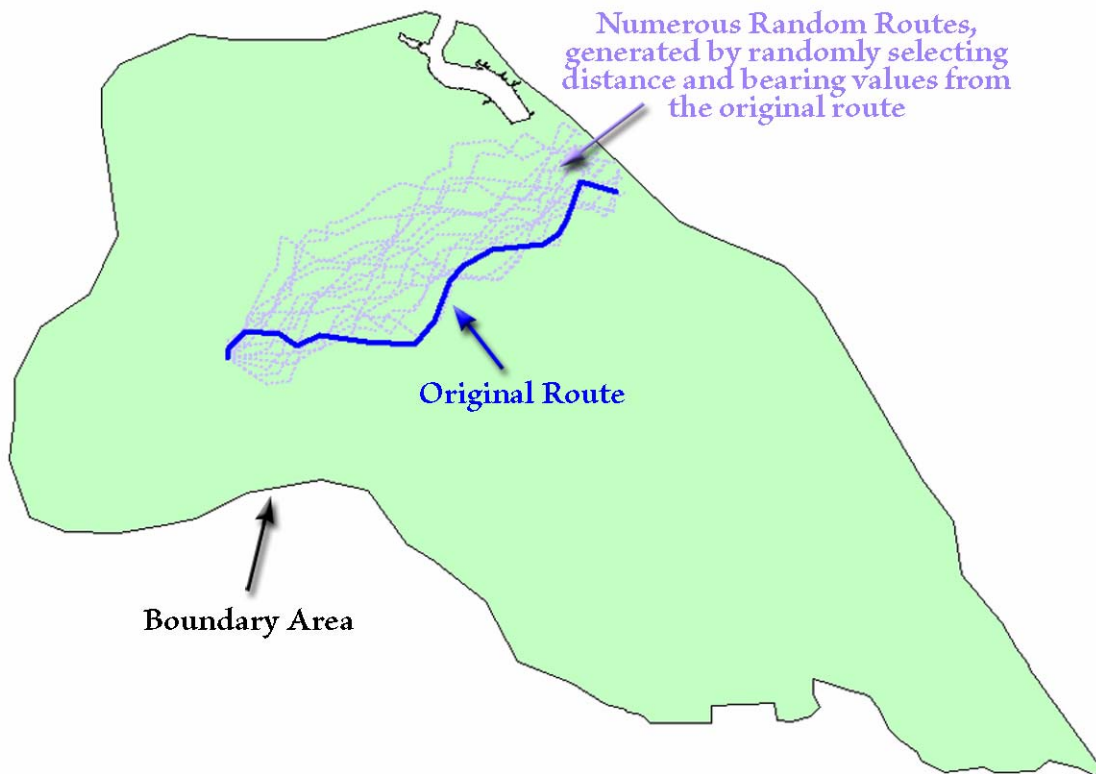 Numerous Random Routes,
generated by randomly selecting
distance and bearing values from
the original route
Original Route
Boundary Area